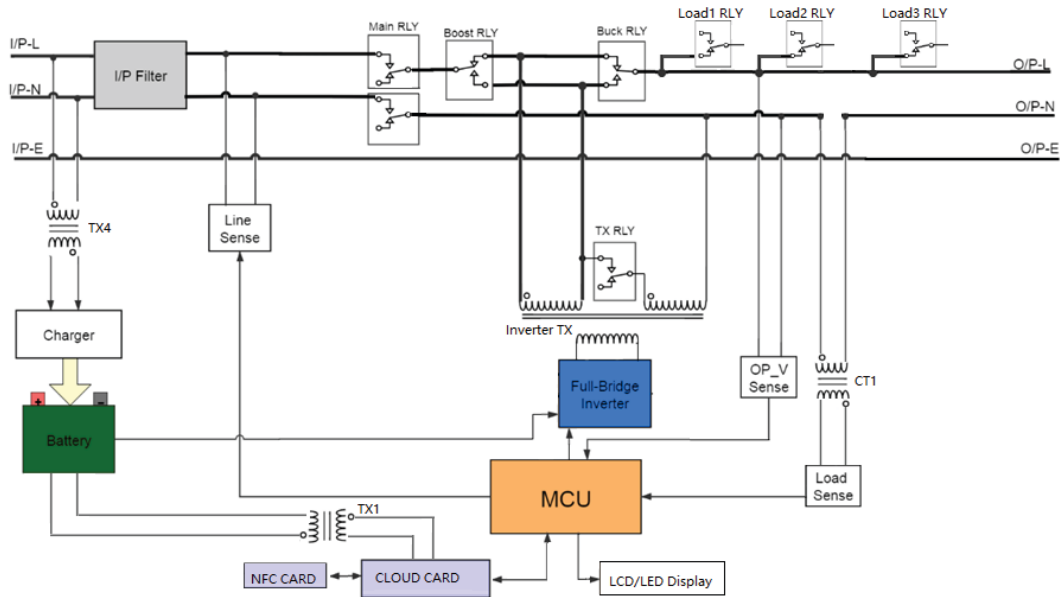 Load1 RLY
Load2 RLY
Load3 RLY
Main RLY
Boost RLY
Buck RLY
I/P-L
I/P Filter
O/P-L
I/P-N
O/P-N
I/P-E
O/P-E
TX4
Line
Sense
TX RLY
Inverter TX
Charger
Full-Bridge
Inverter
OP_V
Sense
CT1
+
-
Battery
MCU
Load
Sense
TX1
NFC CARD
CLOUD CARD
LCD/LED Display